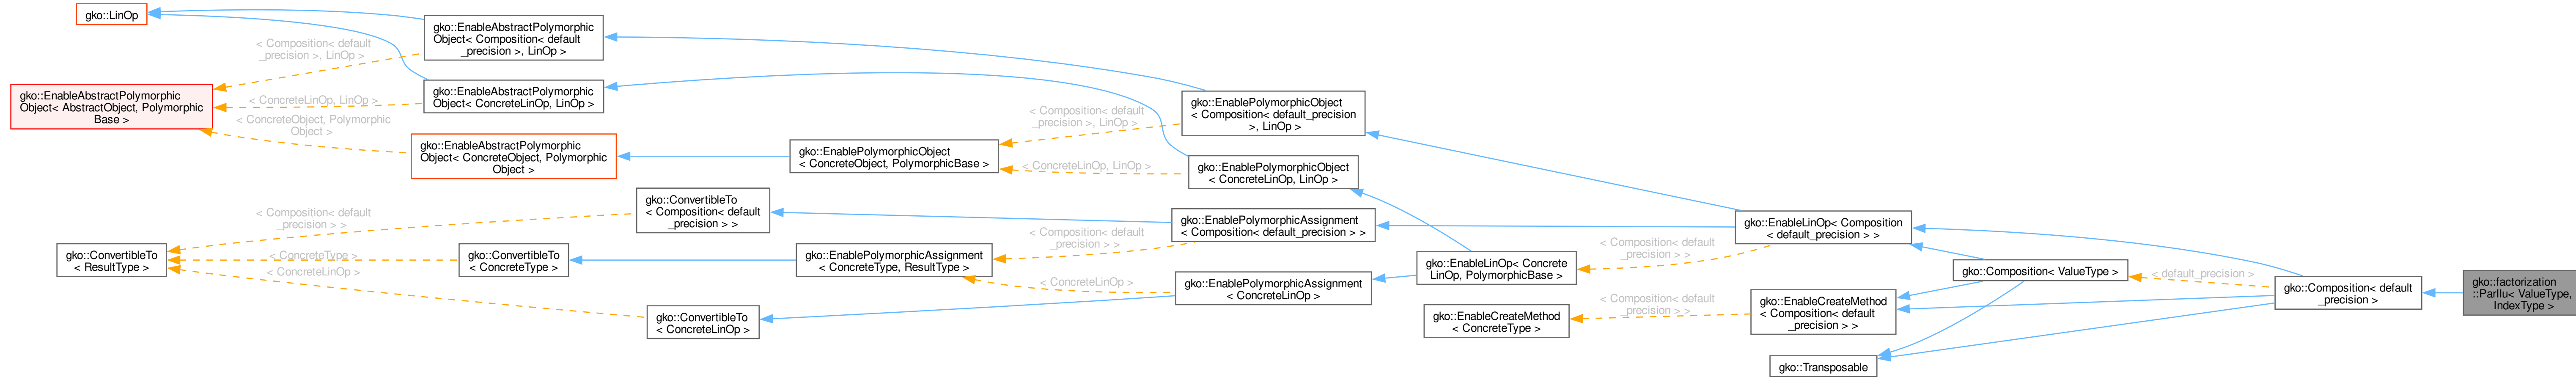 gko::LinOp
gko::EnableAbstractPolymorphic
Object< AbstractObject, Polymorphic
Base >
< Composition< default
_precision >, LinOp >
< ConcreteLinOp, LinOp >
< ConcreteObject, Polymorphic
Object >
gko::EnableAbstractPolymorphic
Object< Composition< default
_precision >, LinOp >
gko::EnableAbstractPolymorphic
Object< ConcreteLinOp, LinOp >
gko::EnableAbstractPolymorphic
Object< ConcreteObject, Polymorphic
Object >
gko::ConvertibleTo
< ResultType >
< Composition< default
_precision > >
< ConcreteType >
< ConcreteLinOp >
gko::ConvertibleTo
< ConcreteType >
gko::ConvertibleTo
< Composition< default
_precision > >
gko::ConvertibleTo
< ConcreteLinOp >
gko::EnablePolymorphicObject
< ConcreteObject, PolymorphicBase >
gko::EnablePolymorphicAssignment
< ConcreteType, ResultType >
< Composition< default
_precision >, LinOp >
< ConcreteLinOp, LinOp >
< Composition< default
_precision > >
< ConcreteLinOp >
gko::EnablePolymorphicObject
< Composition< default_precision
>, LinOp >
gko::EnablePolymorphicObject
< ConcreteLinOp, LinOp >
gko::EnablePolymorphicAssignment
< Composition< default_precision > >
gko::EnablePolymorphicAssignment
< ConcreteLinOp >
gko::EnableLinOp< Concrete
LinOp, PolymorphicBase >
gko::EnableCreateMethod
< ConcreteType >
< Composition< default
_precision > >
< Composition< default
_precision > >
gko::EnableLinOp< Composition
< default_precision > >
gko::EnableCreateMethod
< Composition< default
_precision > >
gko::Transposable
gko::Composition< ValueType >
< default_precision >
gko::Composition< default
_precision >
gko::factorization
::ParIlu< ValueType,
IndexType >